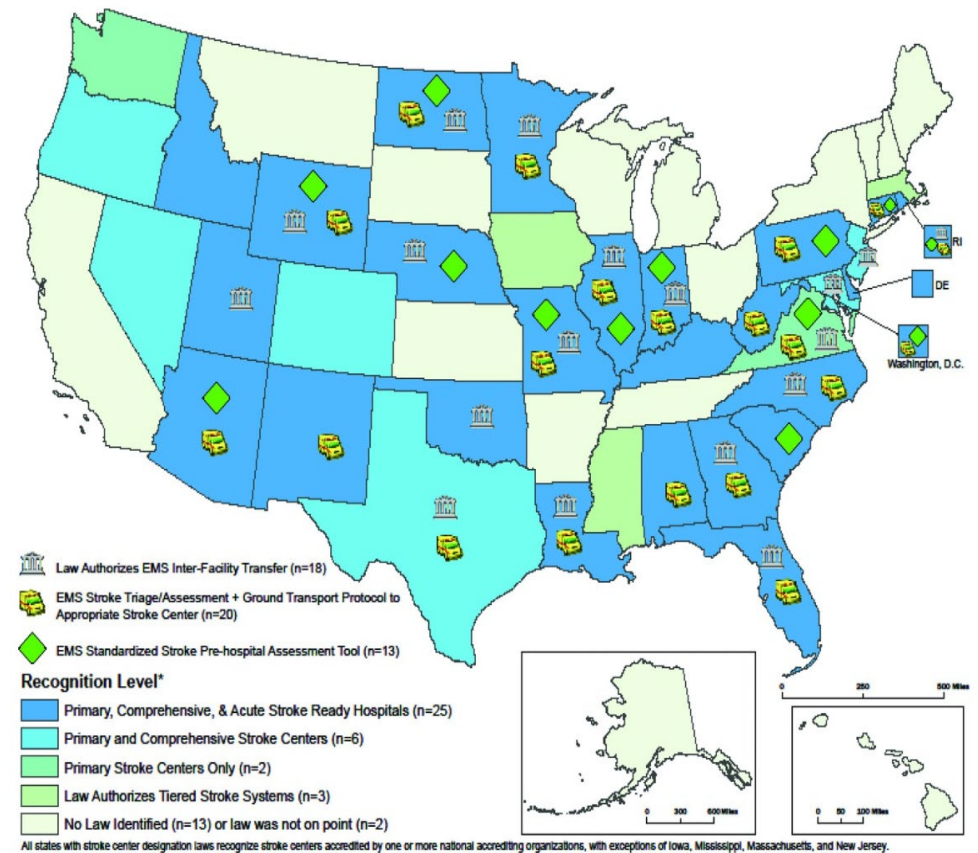 RI
DE
Washington, D.C.
Law Authorizes EMS Inter-Facility Transfer (n=18)
EMS Stroke Triage/Assessment + Ground Transport Protocol to
Appropriate Stroke Center (n=20)
EMS Standardized Stroke Pre-hospital Assessment Tool (n=13)
Recognition Level*
Primary, Comprehensive, & Acute Stroke Ready Hospitals (n=25)
Primary and Comprehensive Stroke Centers (n=6)
Primary Stroke Centers Only (n=2)
Law Authorizes Tiered Stroke Systems (n=3)
No Law Identified (n=13) or law was not on point (n=2)
0 250 500 Miles
0 300 600 Miles
0 50 100 Miles
All states with stroke center designation laws recognize stroke centers accredited by one or more national accrediting organizations, with exceptions of Iowa, Mississippi, Massachusetts, and New Jersey.